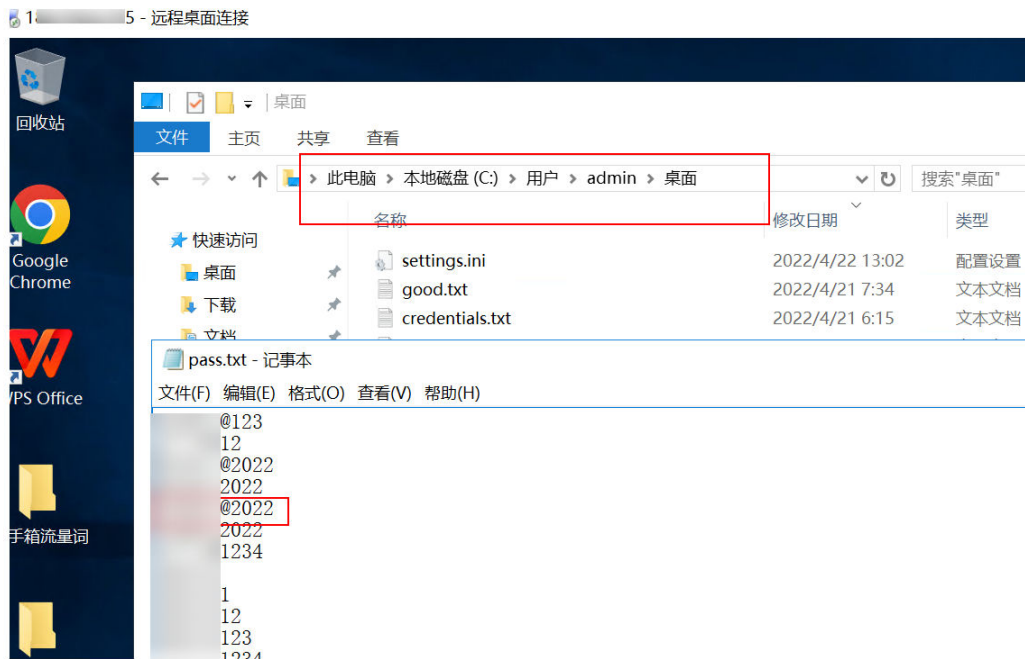 5 - 远程桌面连接
回收站
Google
Chrome
WPS Office
手箱流量词
桌面
文件 主页 共享 查看
此电脑 本地磁盘 (C:) 用户 admin 桌面
搜索"桌面"
名称 修改日期 类型
快速访问
桌面
下载
文档
settings.ini 2022/4/22 13:02 配置设置
good.txt 2022/4/21 7:34 文本文档
credentials.txt 2022/4/21 6:15 文本文档
pass.txt - 记事本
文件(F) 编辑(E) 格式(O) 查看(V) 帮助(H)
@123
12
@2022
2022
@2022
2022
1234
1
12
123
1234